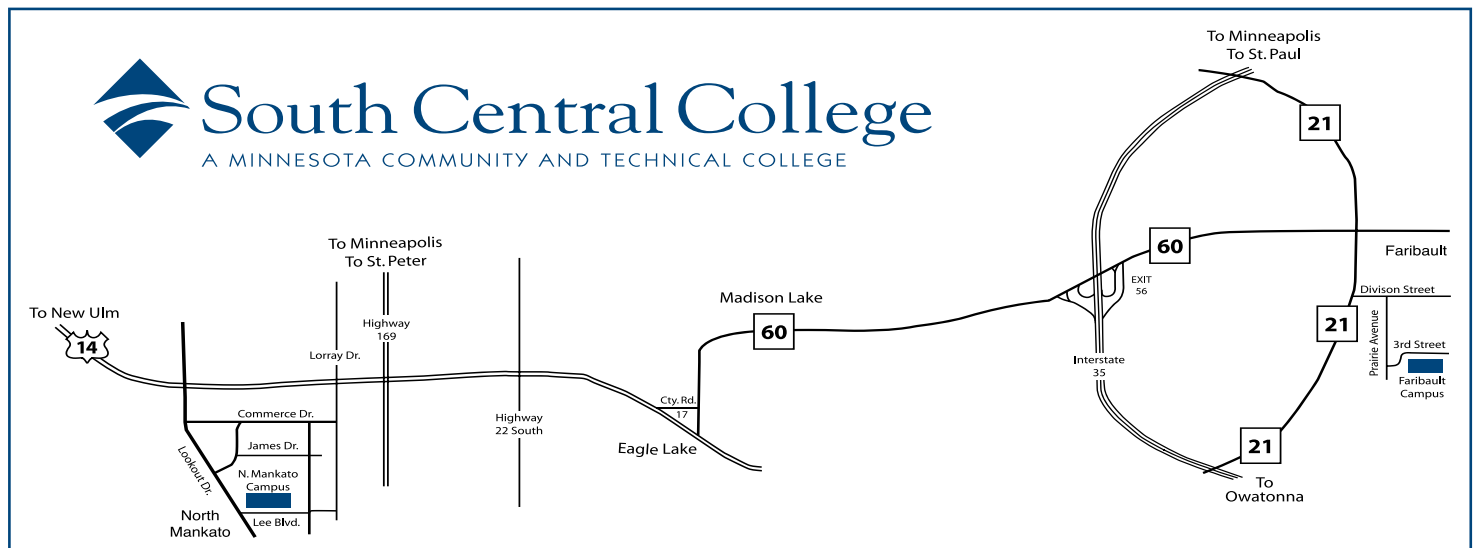 South Central College
A MINNESOTA COMMUNITY AND TECHNICAL COLLEGE
To Minneapolis
To St. Paul
21
To Minneapolis
To St. Peter
60
Faribault
EXIT
56
Madison Lake
Divison Street
To New Ulm
14
Highway
169
60
21
Prairie Avenue
3rd Street
Lorray Dr.
Interstate
35
Faribault
Campus
Cty. Rd.
17
Commerce Dr.
Highway
22 South
James Dr.
Eagle Lake
21
Lookout Dr.
N. Mankato
Campus
To
Owatonna
North
Mankato
Lee Blvd.